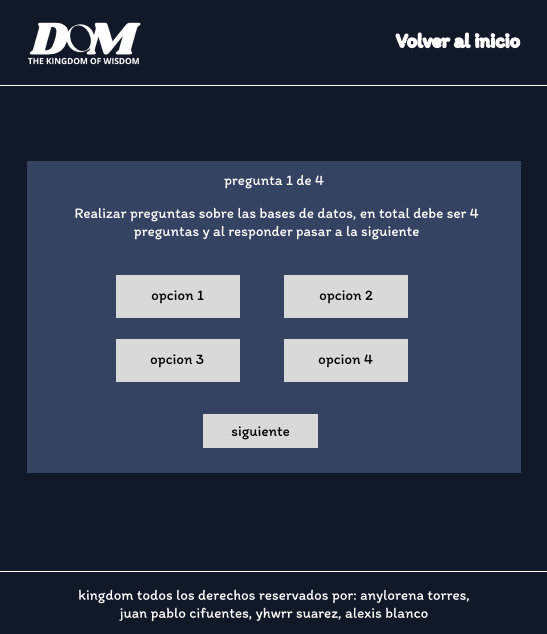 DOM
THE KINGDOM OF WISDOM
Volver al inicio
pregunta 1 de 4
Realizar preguntas sobre las bases de datos, en total debe ser 4
preguntas y al responder pasar a la siguiente
opcion 1
opcion 2
opcion 3
opcion 4
siguiente
kingdom todos los derechos reservados por: anylorena torres,
juan pablo cifuentes, yhwrr suarez, alexis blanco